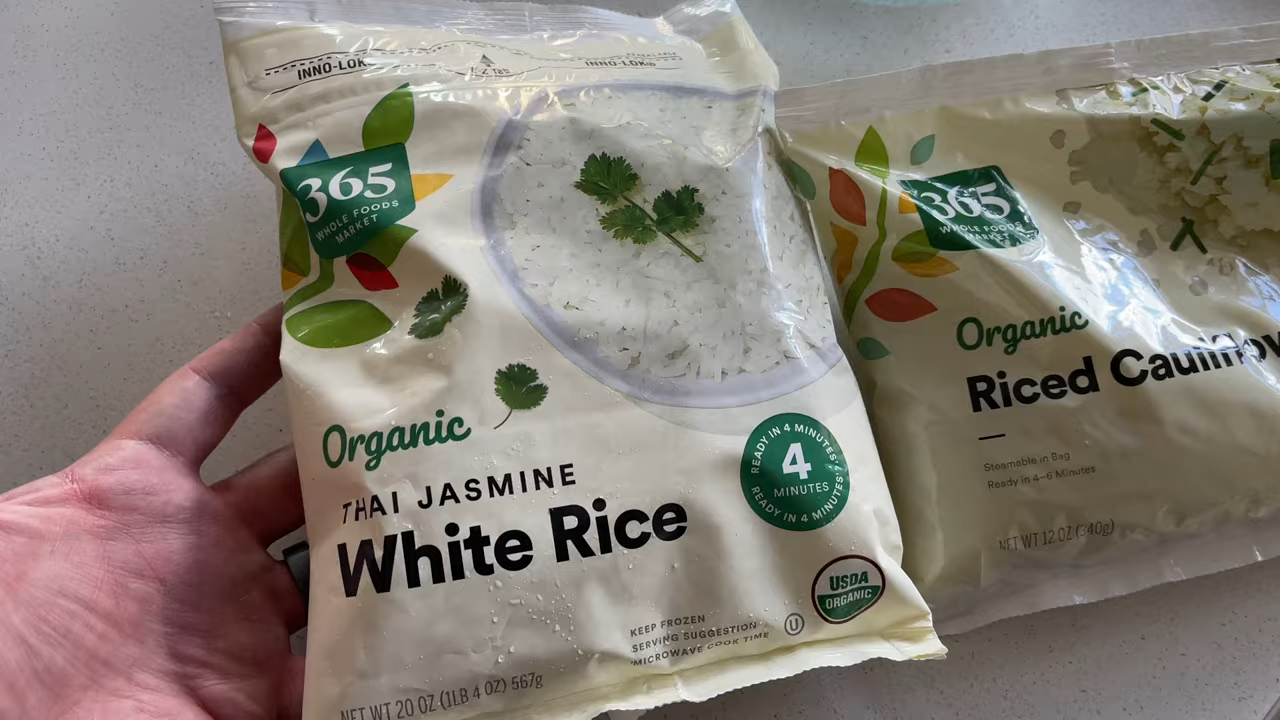 INNO-LOK
INNO-LOK®
365
WHOLE FOODS
MARKET
Organic
THAI JASMINE
White Rice
READY IN 4 MINUTES*
4
MINUTES
READY IN 4 MINUTES*
USDA
ORGANIC
U
KEEP FROZEN
SERVING SUGGESTION
*MICROWAVE COOK TIME
NET WT 20 OZ (1LB 4 OZ) 567g
365
WHOLE FOODS
MARKET
Organic
Riced Cauliflow
Steamable in Bag
Ready in 4-6 Minutes
NET WT 12 OZ (340g)